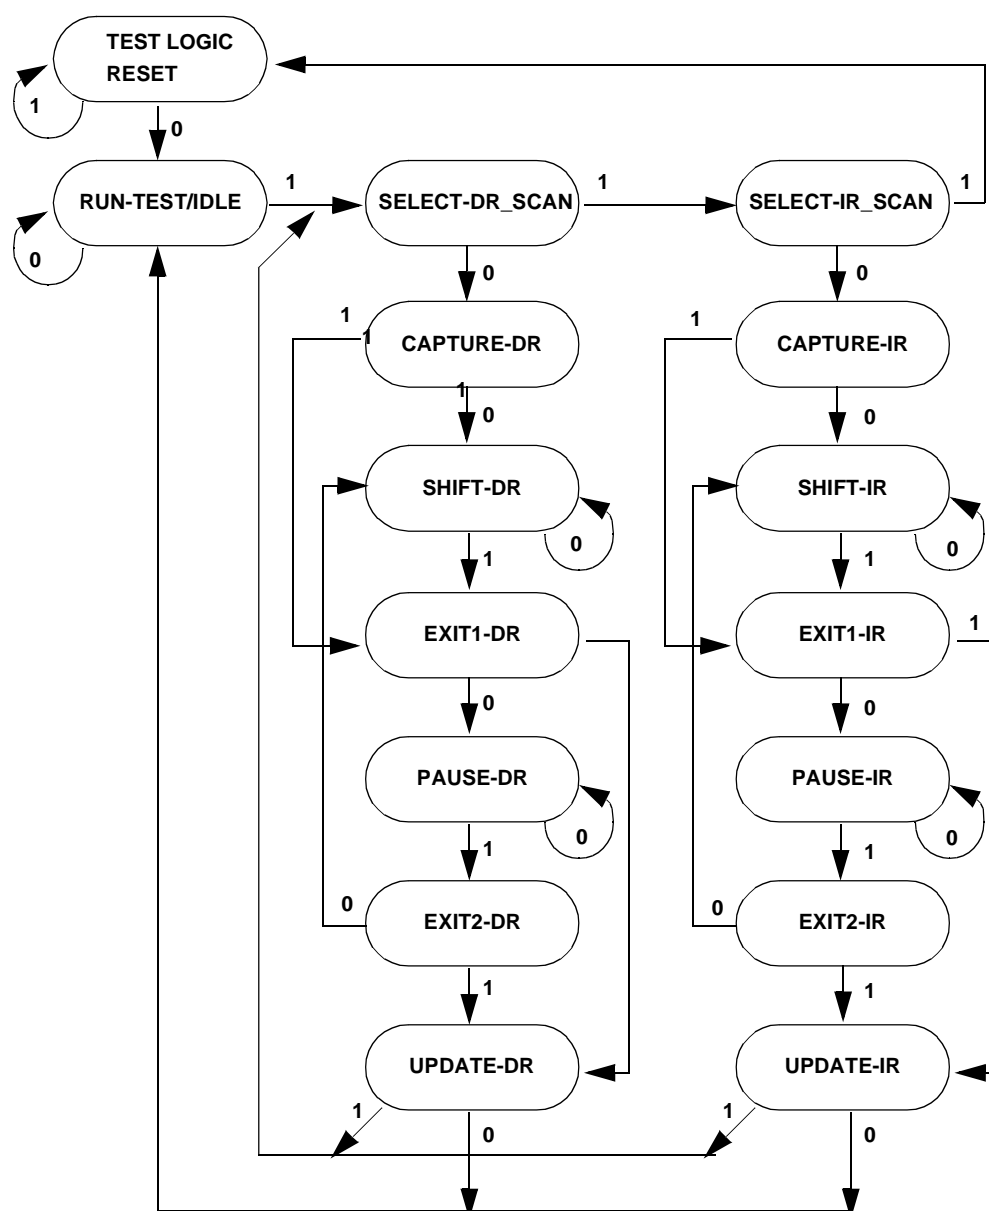 TEST LOGIC
RESET
1
0
RUN-TEST/IDLE
1
SELECT-DR_SCAN
1
SELECT-IR_SCAN
1
0
0
0
1
1
CAPTURE-DR
1
CAPTURE-IR
1
0
0
SHIFT-DR
SHIFT-IR
0
0
1
1
EXIT1-DR
EXIT1-IR
1
0
0
PAUSE-DR
PAUSE-IR
0
0
1
1
0
EXIT2-DR
0
EXIT2-IR
1
1
UPDATE-DR
UPDATE-IR
1
0
1
0